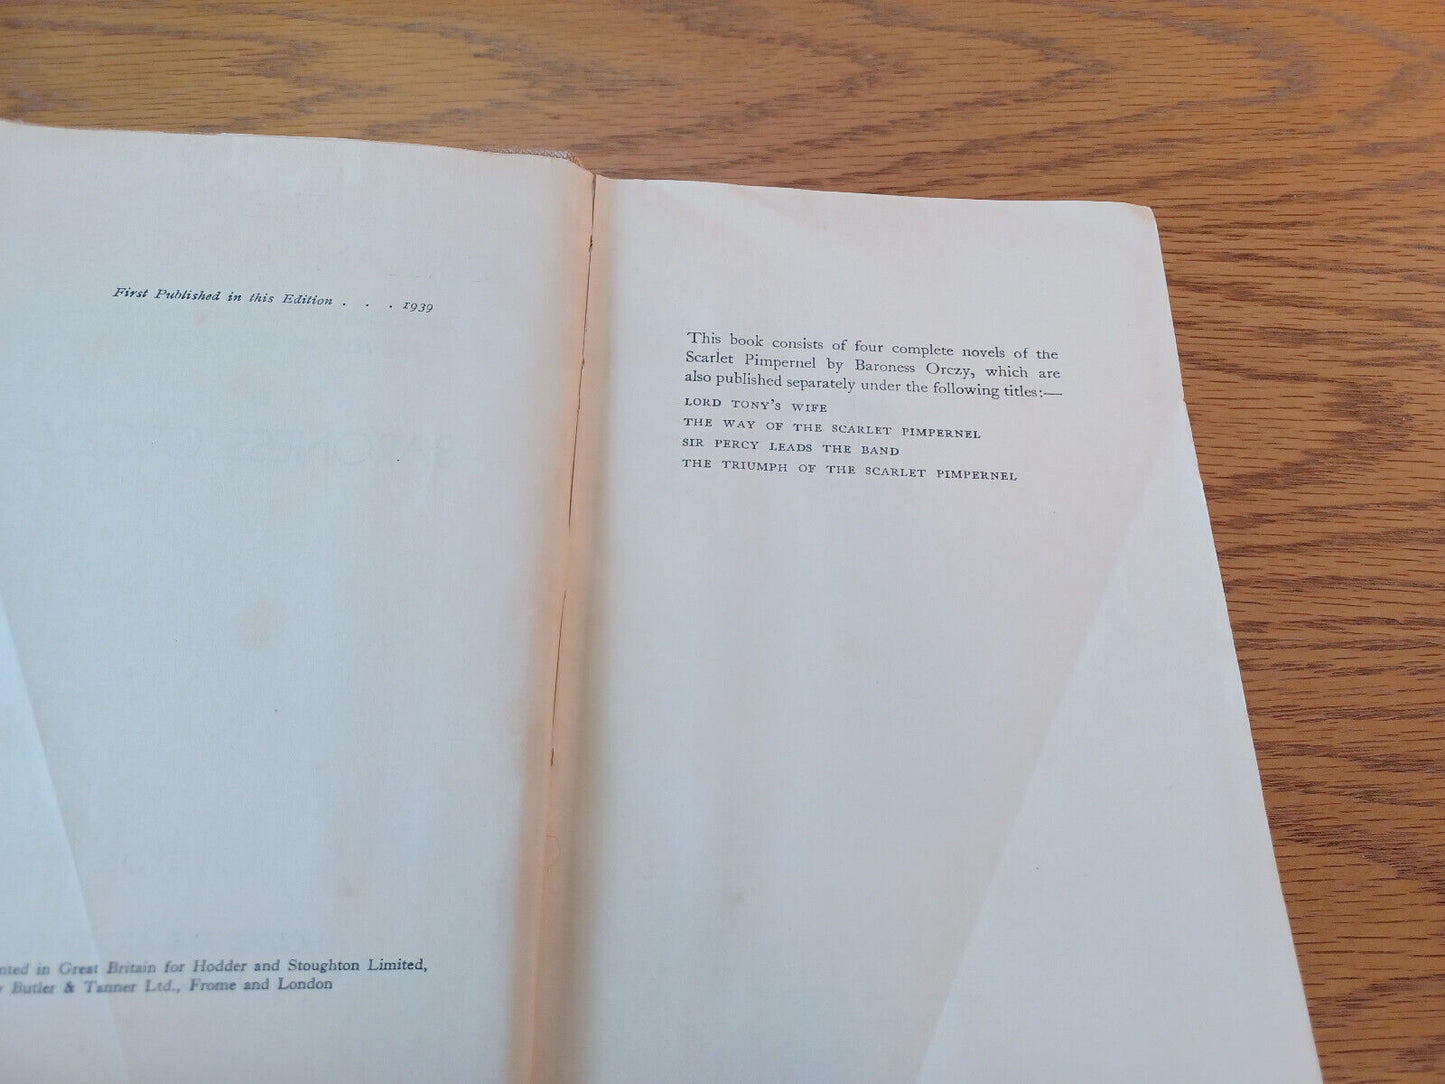 First Published in this Edition . . . 1939
in Great Britain for Hodder and Stoughton Limited,
Butler & Tanner Ltd., Frome and London
This book consists of four complete novels of the
Scarlet Pimpernel by Baroness Orczy, which are
also published separately under the following titles:—
LORD TONY'S WIFE
THE WAY OF THE SCARLET PIMPERNEL
SIR PERCY LEADS THE BAND
THE TRIUMPH OF THE SCARLET PIMPERNEL